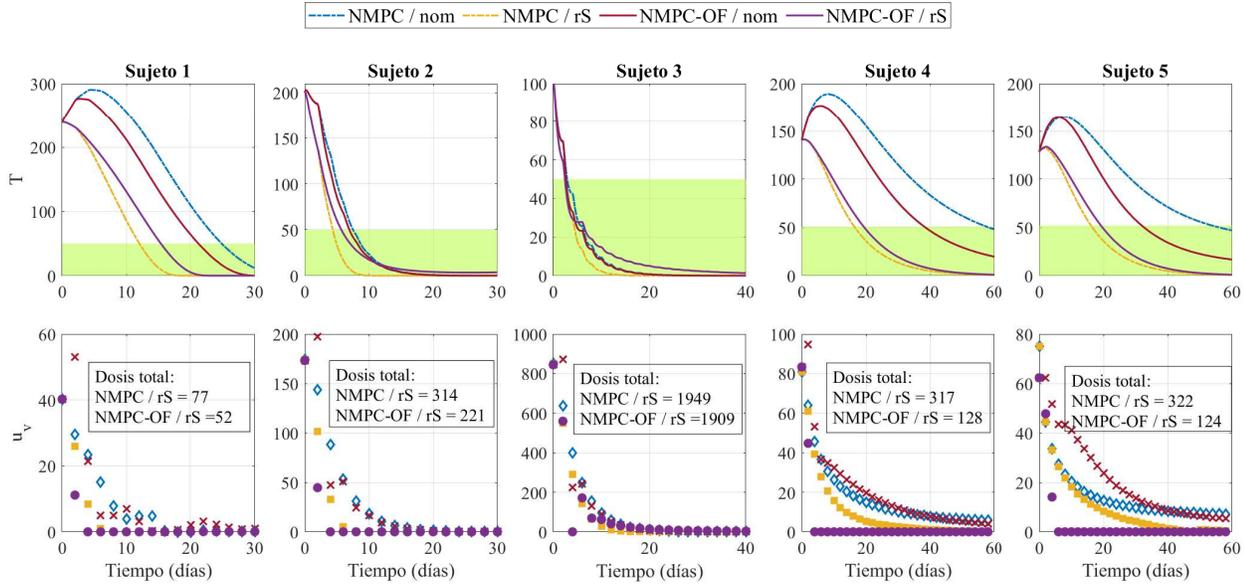 NMPC / nom NMPC / rS NMPC-OF / nom NMPC-OF / rS
Sujeto 1 Sujeto 2 Sujeto 3 Sujeto 4 Sujeto 5
T
300
200
100
0
0 10 20 30
200
150
100
50
0
0 10 20 30
100
80
60
40
20
0
0 20 40
200
150
100
50
0
0 20 40 60
200
150
100
50
0
0 20 40 60
u_v
60
40
20
0
0 10 20 30
Dosis total:
NMPC / rS = 77
NMPC-OF / rS =52
200
150
100
50
0
0 10 20 30
Dosis total:
NMPC / rS = 314
NMPC-OF / rS = 221
1000
800
600
400
200
0
0 20 40
Dosis total:
NMPC / rS = 1949
NMPC-OF / rS =1909
100
80
60
40
20
0
0 20 40 60
Dosis total:
NMPC / rS = 317
NMPC-OF / rS = 128
80
60
40
20
0
0 20 40 60
Dosis total:
NMPC / rS = 322
NMPC-OF / rS = 124
Tiempo (días) Tiempo (días) Tiempo (días) Tiempo (días) Tiempo (días)